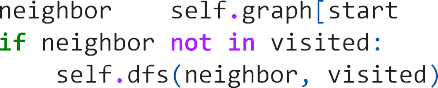 neighbor    self.graph[start
if neighbor not in visited:
    self.dfs(neighbor, visited)